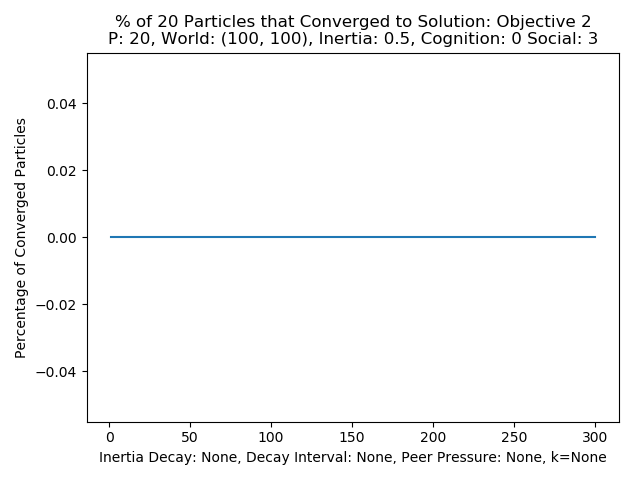 % of 20 Particles that Converged to Solution: Objective 2
P: 20, World: (100, 100), Inertia: 0.5, Cognition: 0 Social: 3
Percentage of Converged Particles
0.04
0.02
0.00
−0.02
−0.04
0 50 100 150 200 250 300
Inertia Decay: None, Decay Interval: None, Peer Pressure: None, k=None